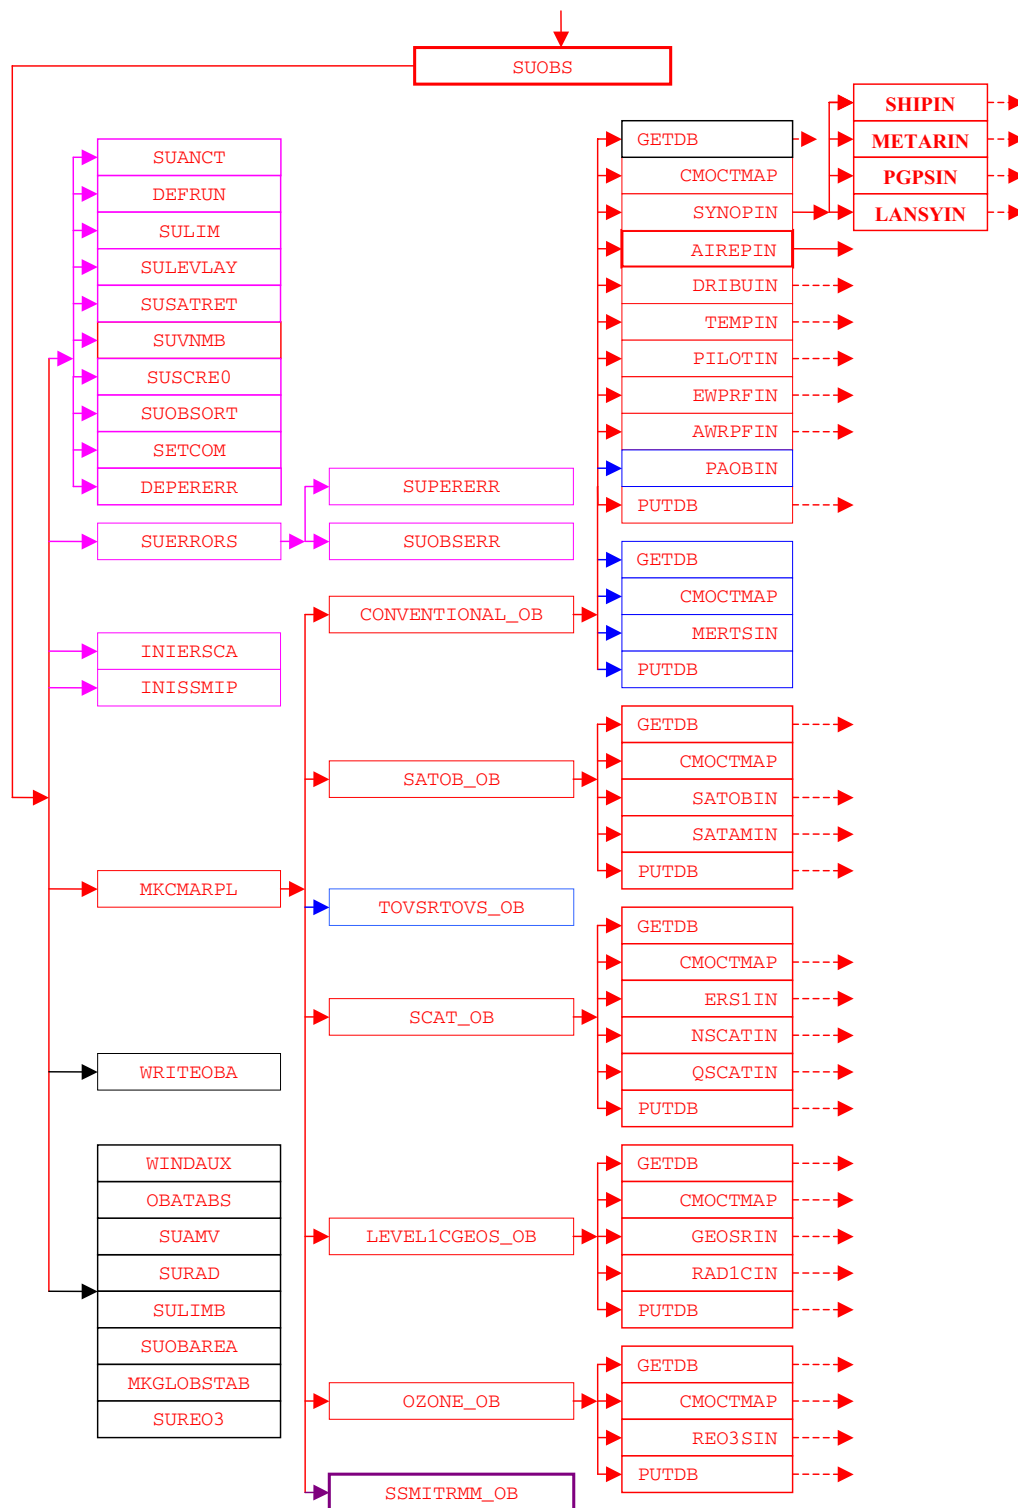 SUOBS
SUANCT
DEFRUN
SULIM
SULEVLAY
SUSATRET
SUVNMB
SUSCRE0
SUOBSORT
SETCOM
DEPERERR
SUERRORS
INIERSCA
INISSMIP
MKCMARPL
WRITEOBA
WINDAUX
OBATABS
SUAMV
SURAD
SULIMB
SUOBAREA
MKGLOBSTAB
SUREO3
SUPERERR
SUOBSERR
CONVENTIONAL_OB
SATOB_OB
TOVSRTOVS_OB
SCAT_OB
LEVEL1CGEOS_OB
OZONE_OB
SSMITRMM_OB
GETDB
CMOCTMAP
SYNOPIN
AIREPIN
DRIBUIN
TEMPIN
PILOTIN
EWPRFIN
AWRPFIN
PAOBIN
PUTDB
GETDB
CMOCTMAP
MERTSIN
PUTDB
GETDB
CMOCTMAP
SATOBIN
SATAMIN
PUTDB
GETDB
CMOCTMAP
ERS1IN
NSCATIN
QSCATIN
PUTDB
GETDB
CMOCTMAP
GEOSRIN
RAD1CIN
PUTDB
GETDB
CMOCTMAP
REO3SIN
PUTDB
SHIPIN
METARIN
PGPSIN
LANSYIN